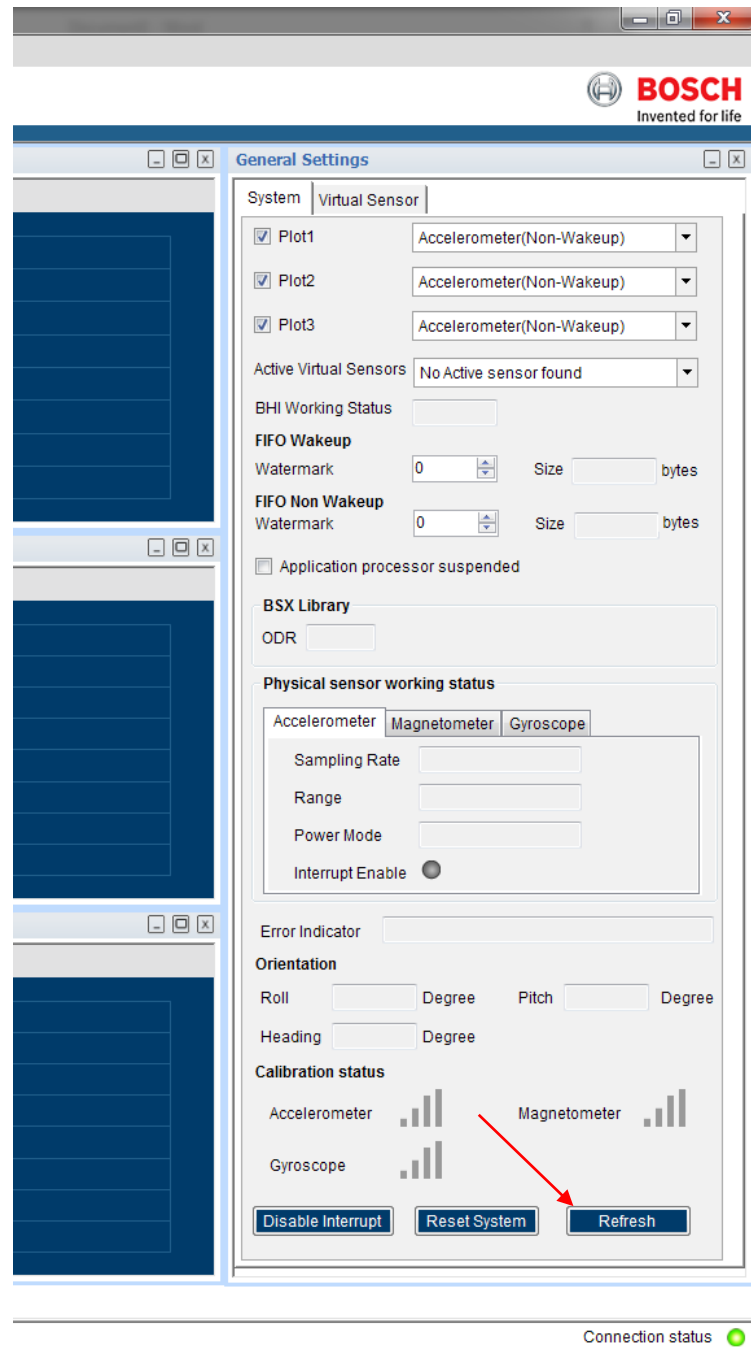 BOSCH
Invented for life
General Settings
System Virtual Sensor
Plot1 Accelerometer(Non-Wakeup)
Plot2 Accelerometer(Non-Wakeup)
Plot3 Accelerometer(Non-Wakeup)
Active Virtual Sensors No Active sensor found
BHI Working Status
FIFO Wakeup
Watermark 0 Size bytes
FIFO Non Wakeup
Watermark 0 Size bytes
Application processor suspended
BSX Library
ODR
Physical sensor working status
Accelerometer Magnetometer Gyroscope
Sampling Rate
Range
Power Mode
Interrupt Enable
Error Indicator
Orientation
Roll Degree Pitch Degree
Heading Degree
Calibration status
Accelerometer Magnetometer
Gyroscope
Disable Interrupt Reset System Refresh
Connection status